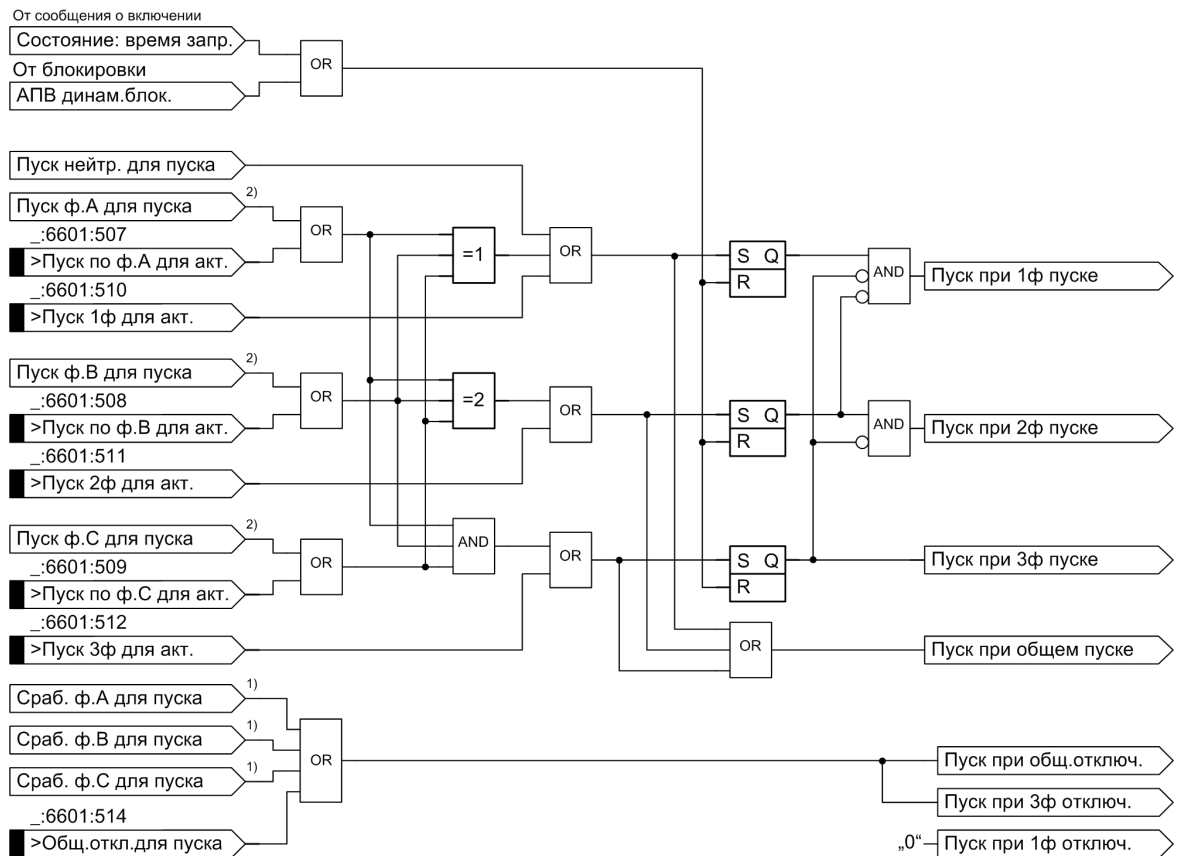 От сообщения о включении
Состояние: время запр.
От блокировки
АПВ динам.блок.
OR
Пуск нейтр. для пуска
Пуск ф.А для пуска
2)
_:6601:507
>Пуск по ф.А для акт.
OR
_:6601:510
>Пуск 1ф для акт.
=1
OR
S Q
R
AND
Пуск при 1ф пуске
Пуск ф.В для пуска
2)
_:6601:508
>Пуск по ф.В для акт.
OR
_:6601:511
>Пуск 2ф для акт.
=2
OR
S Q
R
AND
Пуск при 2ф пуске
Пуск ф.С для пуска
2)
_:6601:509
>Пуск по ф.С для акт.
OR
_:6601:512
>Пуск 3ф для акт.
AND
OR
S Q
R
Пуск при 3ф пуске
OR
Пуск при общем пуске
Сраб. ф.А для пуска
1)
Сраб. ф.В для пуска
1)
Сраб. ф.С для пуска
1)
_:6601:514
>Общ.откл.для пуска
OR
Пуск при общ.отключ.
Пуск при 3ф отключ.
„0“
Пуск при 1ф отключ.